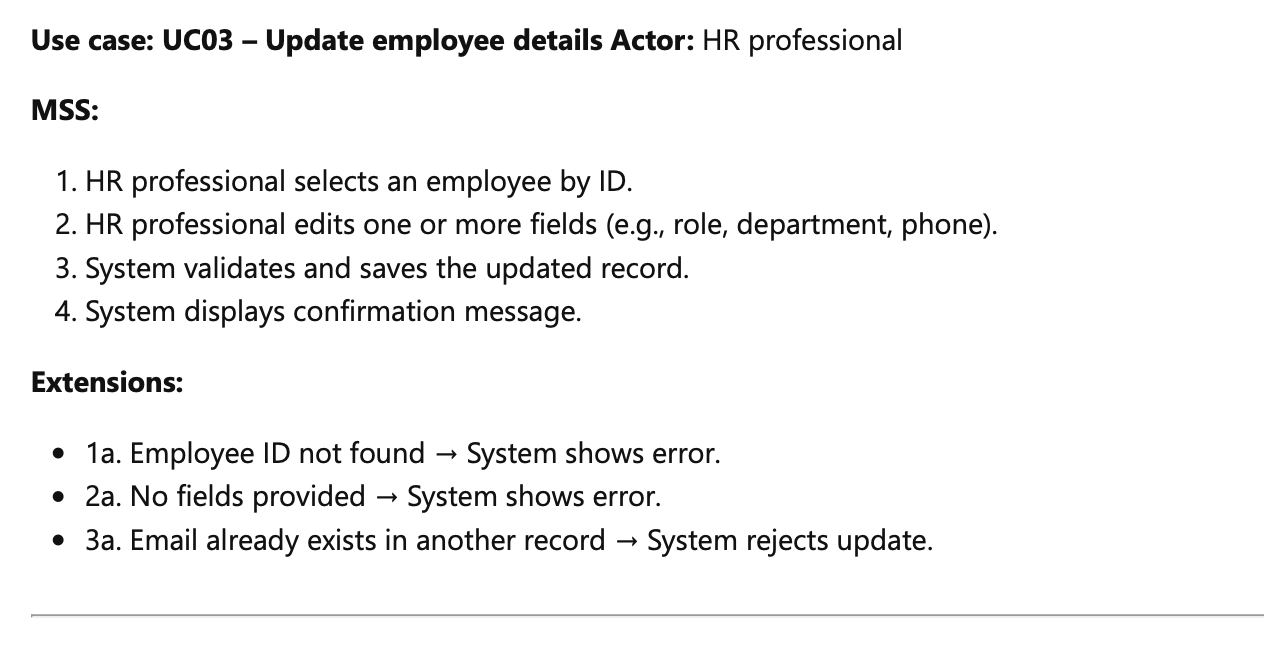 Use case: UC03 – Update employee details Actor: HR professional
MSS:
1. HR professional selects an employee by ID.
2. HR professional edits one or more fields (e.g., role, department, phone).
3. System validates and saves the updated record.
4. System displays confirmation message.
Extensions:
• 1a. Employee ID not found → System shows error.
• 2a. No fields provided → System shows error.
• 3a. Email already exists in another record → System rejects update.